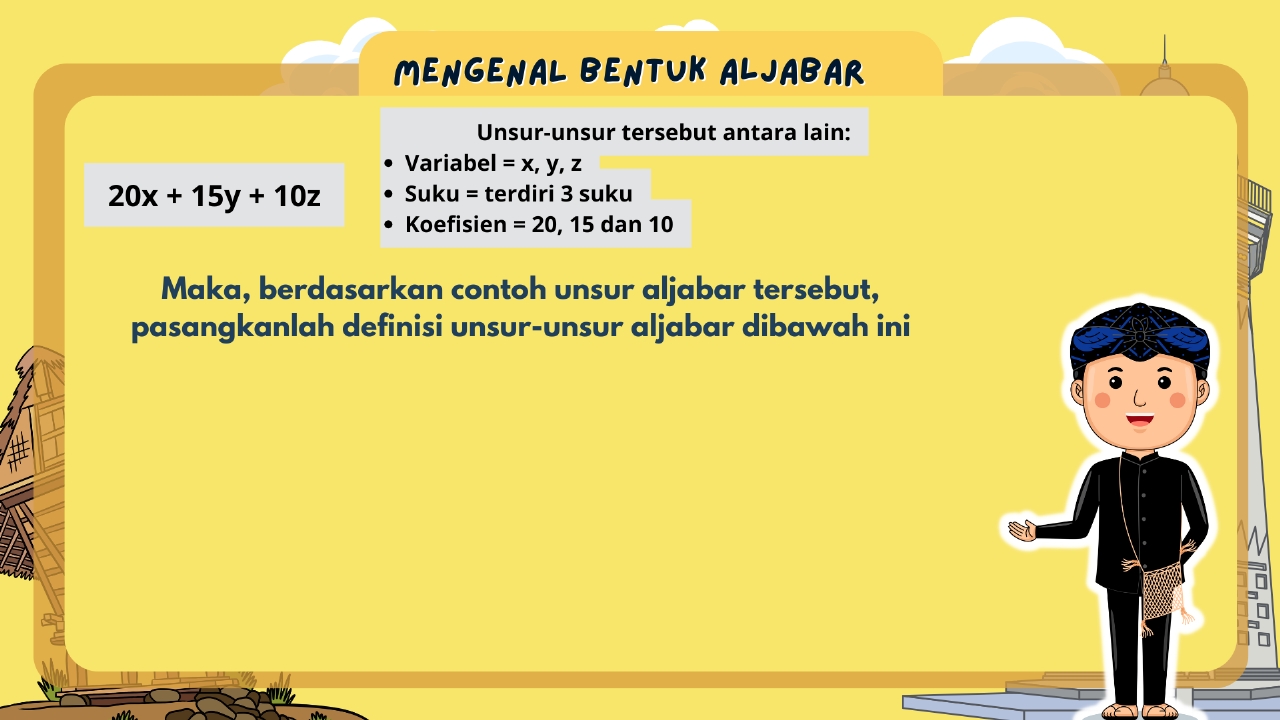 MENGENAL BENTUK ALJABAR
20x + 15y + 10z
Unsur-unsur tersebut antara lain:
• Variabel = x, y, z
• Suku = terdiri 3 suku
• Koefisien = 20, 15 dan 10
Maka, berdasarkan contoh unsur aljabar tersebut,
pasangkanlah definisi unsur-unsur aljabar dibawah ini